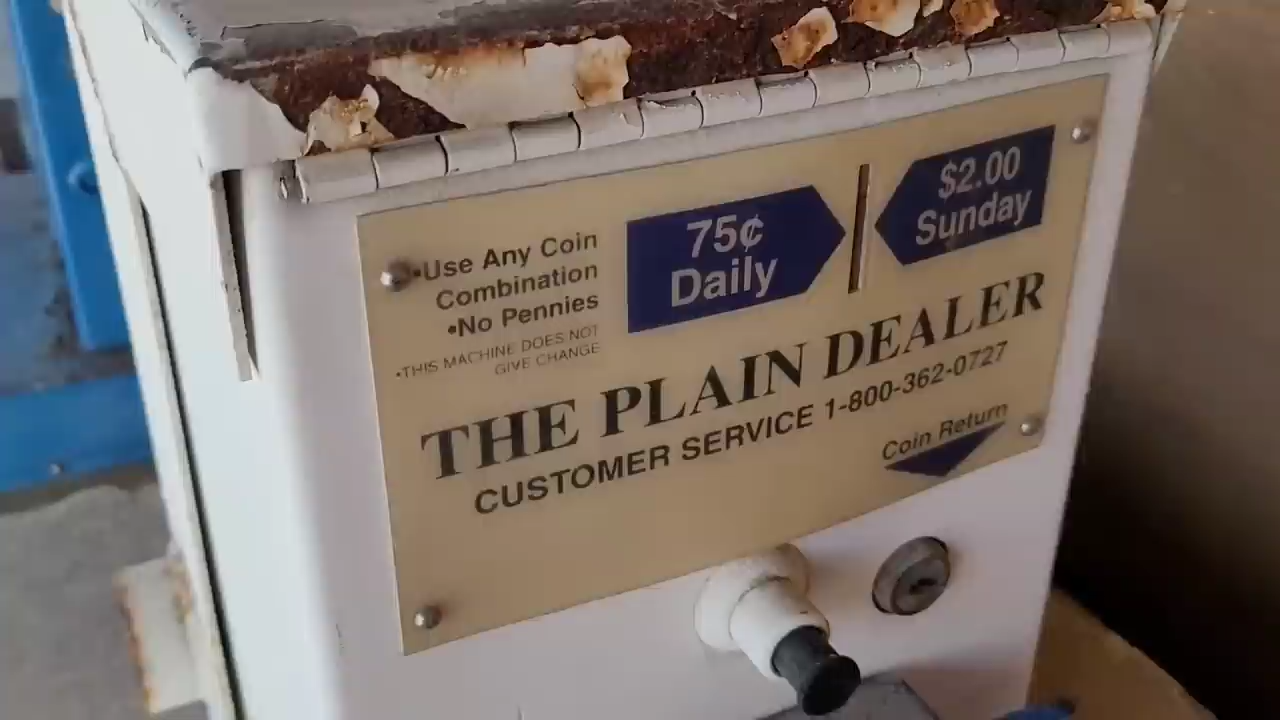 •Use Any Coin
Combination
•No Pennies
•THIS MACHINE DOES NOT
GIVE CHANGE
75¢
Daily
$2.00
Sunday
THE PLAIN DEALER
CUSTOMER SERVICE 1-800-362-0727
Coin Return